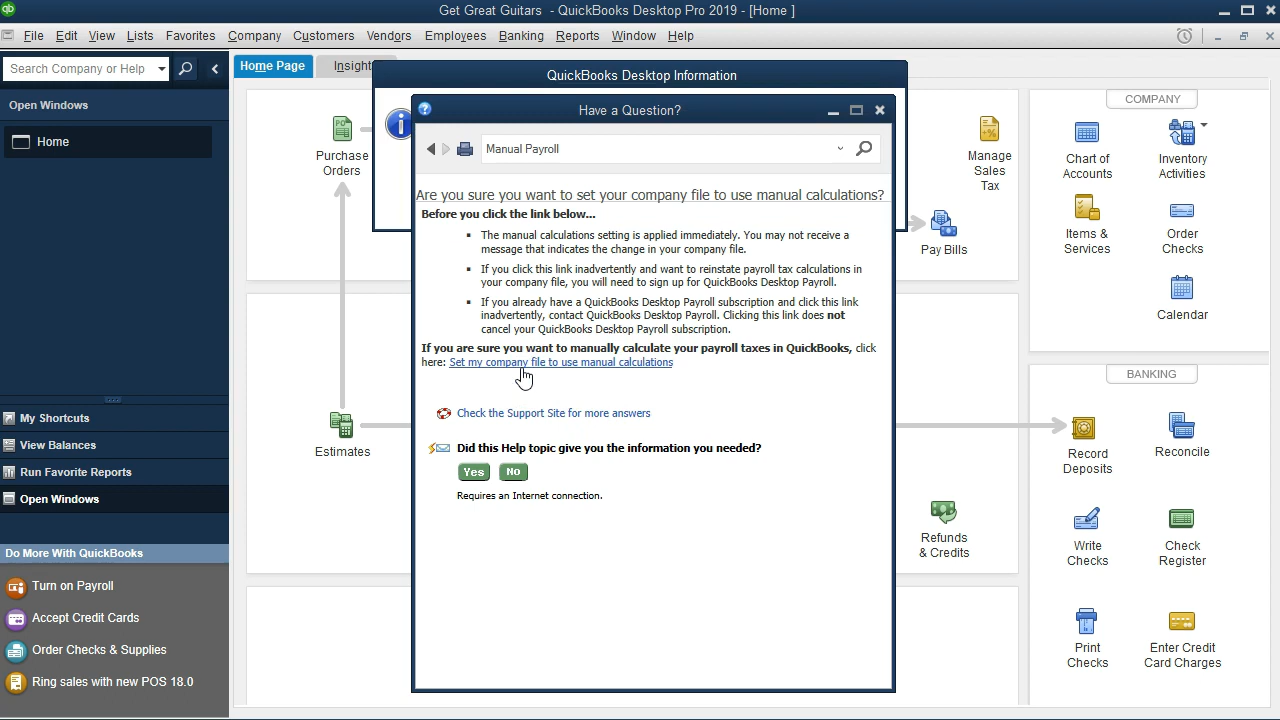 Get Great Guitars - QuickBooks Desktop Pro 2019 - [Home ]
File Edit View Lists Favorites Company Customers Vendors Employees Banking Reports Window Help
Search Company or Help
Home Page
Insight
Open Windows
Home
My Shortcuts
View Balances
Run Favorite Reports
Open Windows
Do More With QuickBooks
Turn on Payroll
Accept Credit Cards
Order Checks & Supplies
Ring sales with new POS 18.0
Purchase
Orders
Estimates
QuickBooks Desktop Information
Have a Question?
Manual Payroll
Are you sure you want to set your company file to use manual calculations?
Before you click the link below...
The manual calculations setting is applied immediately. You may not receive a
message that indicates the change in your company file.
If you click this link inadvertently and want to reinstate payroll tax calculations in
your company file, you will need to sign up for QuickBooks Desktop Payroll.
If you already have a QuickBooks Desktop Payroll subscription and click this link
inadvertently, contact QuickBooks Desktop Payroll. Clicking this link does not
cancel your QuickBooks Desktop Payroll subscription.
If you are sure you want to manually calculate your payroll taxes in QuickBooks, click
here: Set my company file to use manual calculations
Check the Support Site for more answers
Did this Help topic give you the information you needed?
Yes No
Requires an Internet connection.
Manage
Sales
Tax
Pay Bills
Refunds
& Credits
COMPANY
Chart of
Accounts
Inventory
Activities
Items &
Services
Order
Checks
Calendar
BANKING
Record
Deposits
Reconcile
Write
Checks
Check
Register
Print
Checks
Enter Credit
Card Charges